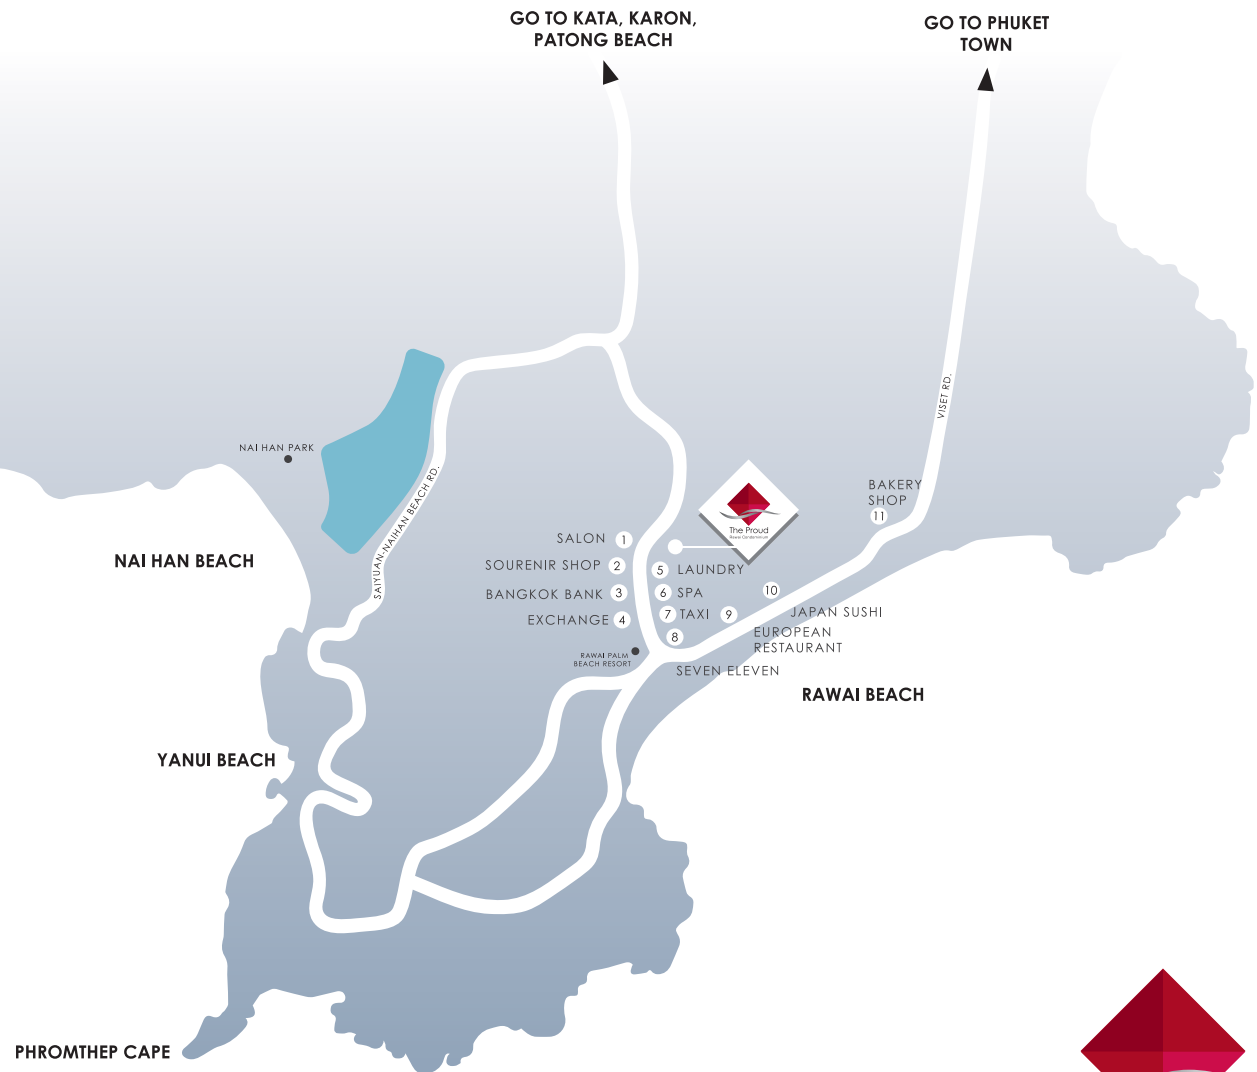 GO TO KATA, KARON,
PATONG BEACH
GO TO PHUKET
TOWN
VISET RD.
NAI HAN PARK
SAIYUAN-NAIHAN BEACH RD.
BAKERY
SHOP
11
The Proud
Rawai Condominium
NAI HAN BEACH
SALON 1
SOURENIR SHOP 2
BANGKOK BANK 3
EXCHANGE 4
5 LAUNDRY
6 SPA
7 TAXI
8
9
10
JAPAN SUSHI
EUROPEAN
RESTAURANT
RAWAI PALM
BEACH RESORT
SEVEN ELEVEN
RAWAI BEACH
YANUI BEACH
PHROMTHEP CAPE